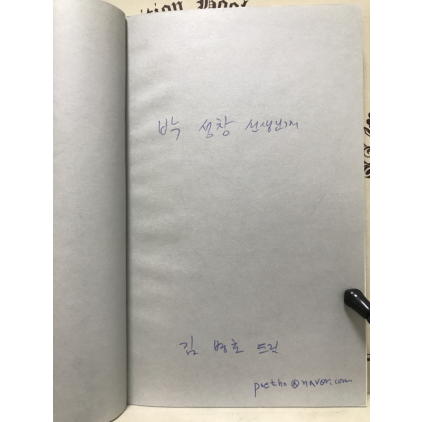 박 성창 선생님께
김 병호 드림
poetho@naver.com